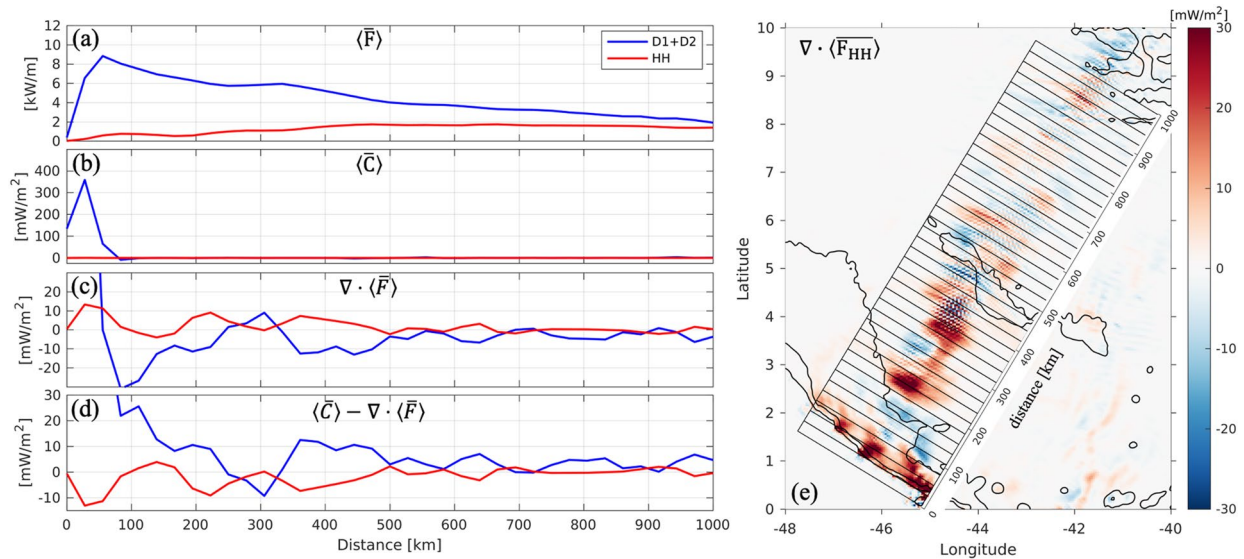 (a)
⟨F̅⟩
D1+D2
HH
[kW/m]
12
10
8
6
4
2
0
(b)
⟨C̅⟩
[mW/m²]
400
300
200
100
0
(c)
∇ · ⟨F̅⟩
[mW/m²]
20
10
0
-10
-20
(d)
⟨C̅⟩ − ∇ · ⟨F̅⟩
[mW/m²]
30
20
10
0
-10
0 100 200 300 400 500 600 700 800 900 1000
Distance [km]
∇ · ⟨F̅_HH⟩
(e)
Latitude
10
9
8
7
6
5
4
3
2
1
0
-48 -46 -44 -42 -40
Longitude
0 100 200 300 400 500 600 700 800 900 1000
distance [km]
[mW/m²]
30
20
10
0
-10
-20
-30